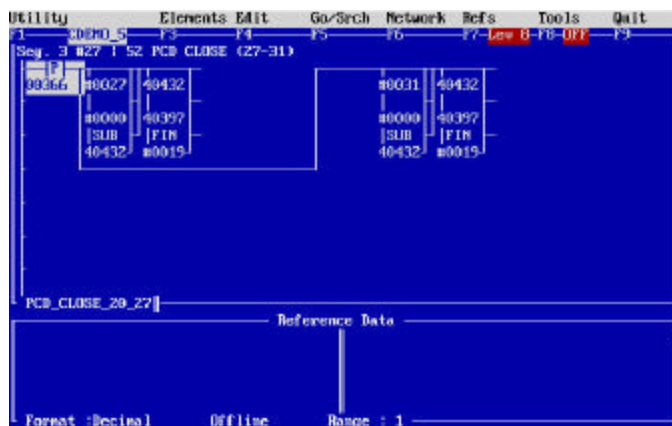 Utility Elements Edit Go/Srch Network Refs Tools Quit
F1 F3 F4 F5 F6 F7-Lev 8-F8-OFF-F9
Seg. 3 #27 | 52 PCD CLOSE (27-31)
P
00366 #0027 40432 #0031 40432
#0000 40397 #0000 40397
SUB FIN SUB FIN
40432 #0019 40432 #0019
PCD_CLOSE_20_27
Reference Data
Format :Decimal Offline Range : 1